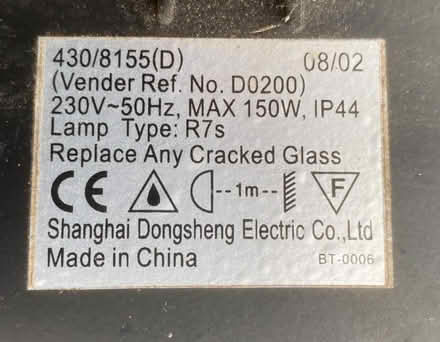 430/8155(D) 08/02
(Vender Ref. No. D0200)
230V~50Hz, MAX 150W, IP44
Lamp Type: R7s
Replace Any Cracked Glass
CE --1m-- F
Shanghai Dongsheng Electric Co.,Ltd
Made in China BT-0006